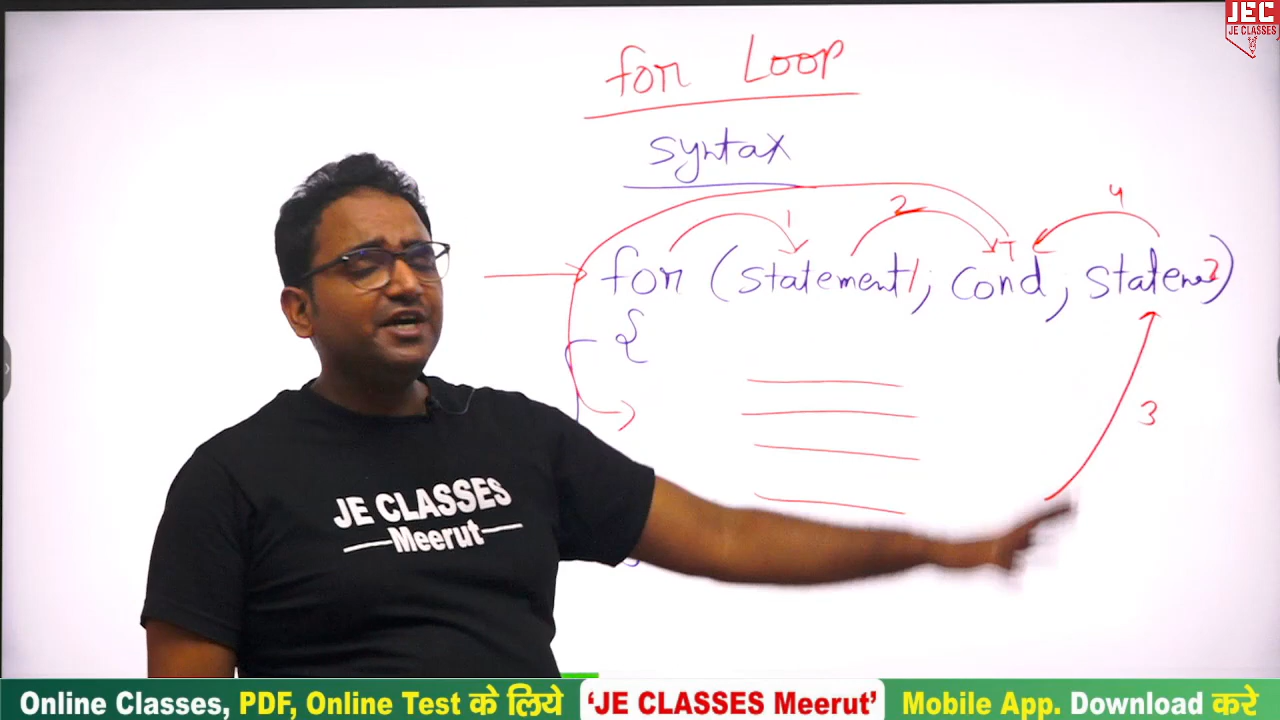 JEC
JE CLASSES
for Loop
syntax
1
2
4
T
for (statement1; cond; statene2)
{
3
JE CLASSES
Meerut
Online Classes, PDF, Online Test के लिये 'JE CLASSES Meerut' Mobile App. Download करे